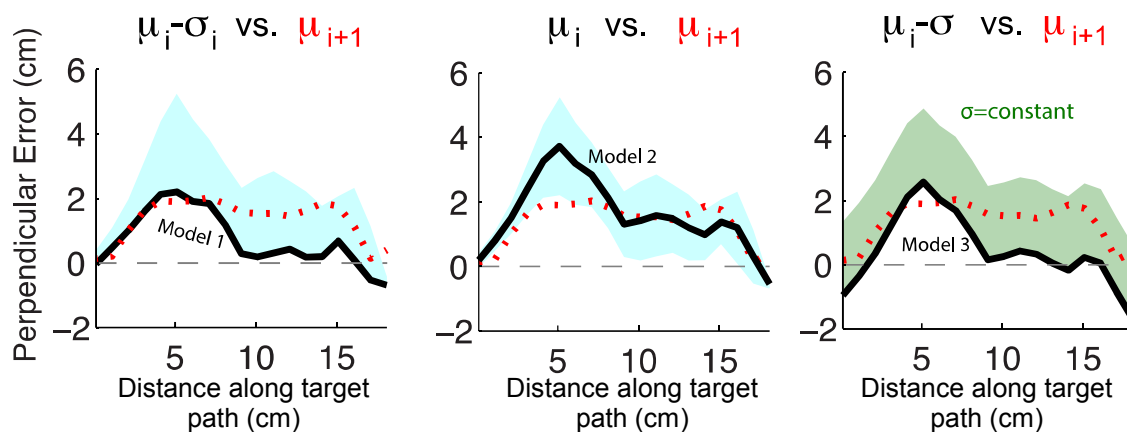 μi-σi vs. μi+1
μi vs. μi+1
μi-σ vs. μi+1
Perpendicular Error (cm)
6
4
2
0
−2
Model 1
5
10
15
Distance along target
path (cm)
6
4
2
0
−2
Model 2
5
10
15
Distance along target
path (cm)
6
4
2
0
−2
σ=constant
Model 3
5
10
15
Distance along target
path (cm)